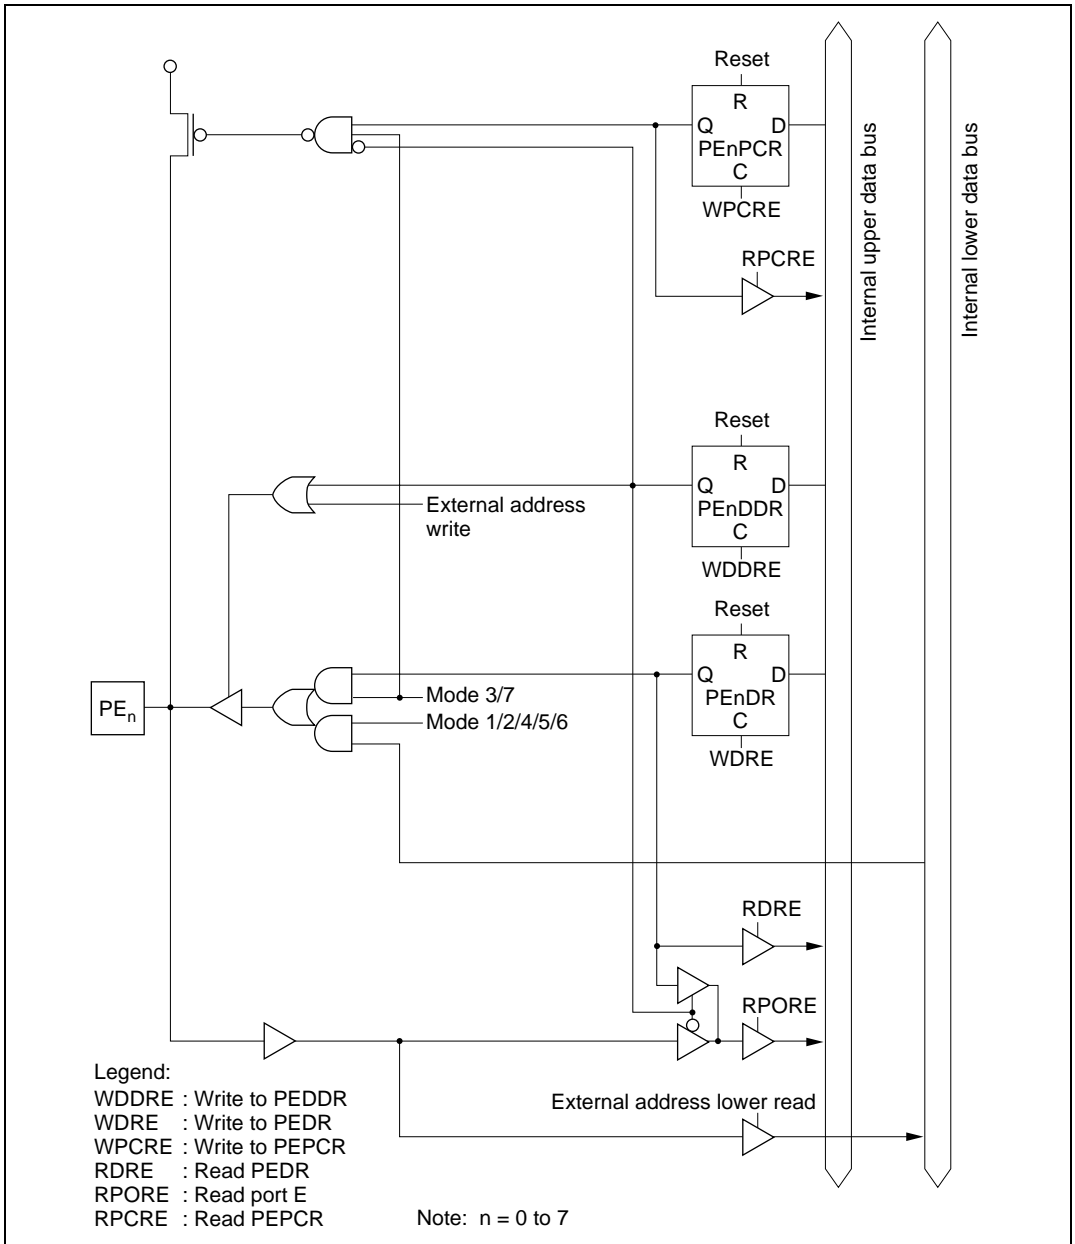 Reset
R
Q D
PEnPCR
C
WPCRE
RPCRE
Internal upper data bus
Internal lower data bus
Reset
R
Q D
PEnDDR
C
WDDRE
External address
write
Reset
R
Q D
PEnDR
C
WDRE
Mode 3/7
Mode 1/2/4/5/6
PEn
RDRE
RPORE
External address lower read
Legend:
WDDRE : Write to PEDDR
WDRE : Write to PEDR
WPCRE : Write to PEPCR
RDRE : Read PEDR
RPORE : Read port E
RPCRE : Read PEPCR
Note: n = 0 to 7